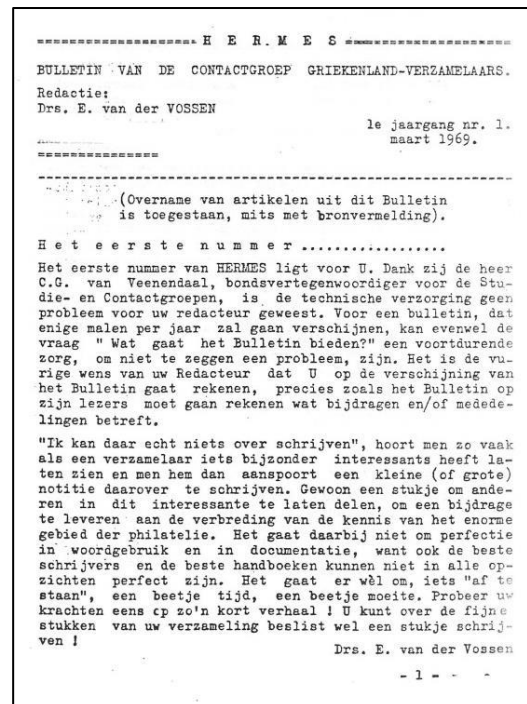 ==================== H E R M E S ====================
BULLETIN VAN DE CONTACTGROEP GRIEKENLAND-VERZAMELAARS.
Redactie:
Drs. E. van der VOSSEN
1e jaargang nr. 1.
maart 1969.
===============
(Overname van artikelen uit dit Bulletin
is toegestaan, mits met bronvermelding).
H e t  e e r s t e  n u m m e r ..................
Het eerste nummer van HERMES ligt voor U. Dank zij de heer
C.G. van Veenendaal, bondsvertegenwoordiger voor de Stu-
die- en Contactgroepen, is de technische verzorging geen
probleem voor uw redacteur geweest. Voor een bulletin, dat
enige malen per jaar zal gaan verschijnen, kan evenwel de
vraag " Wat gaat het Bulletin bieden?" een voortdurende
zorg, om niet te zeggen een probleem, zijn. Het is de vu-
rige wens van uw Redacteur dat U op de verschijning van
het Bulletin gaat rekenen, precies zoals het Bulletin op
zijn lezers moet gaan rekenen wat bijdragen en/of medede-
lingen betreft.
"Ik kan daar echt niets over schrijven", hoort men zo vaak
als een verzamelaar iets bijzonder interessants heeft la-
ten zien en men hem dan aanspoort een kleine (of grote)
notitie daarover te schrijven. Gewoon een stukje om ande-
ren in dit interessante te laten delen, om een bijdrage
te leveren aan de verbreding van de kennis van het enorme
gebied der philatelie. Het gaat daarbij niet om perfectie
in woordgebruik en in documentatie, want ook de beste
schrijvers en de beste handboeken kunnen niet in alle op-
zichten perfect zijn. Het gaat er wèl om, iets "af te
staan", een beetje tijd, een beetje moeite. Probeer uw
krachten eens op zo'n kort verhaal ! U kunt over de fijne
stukken van uw verzameling beslist wel een stukje schrij-
ven !
Drs. E. van der Vossen
- 1 - - -